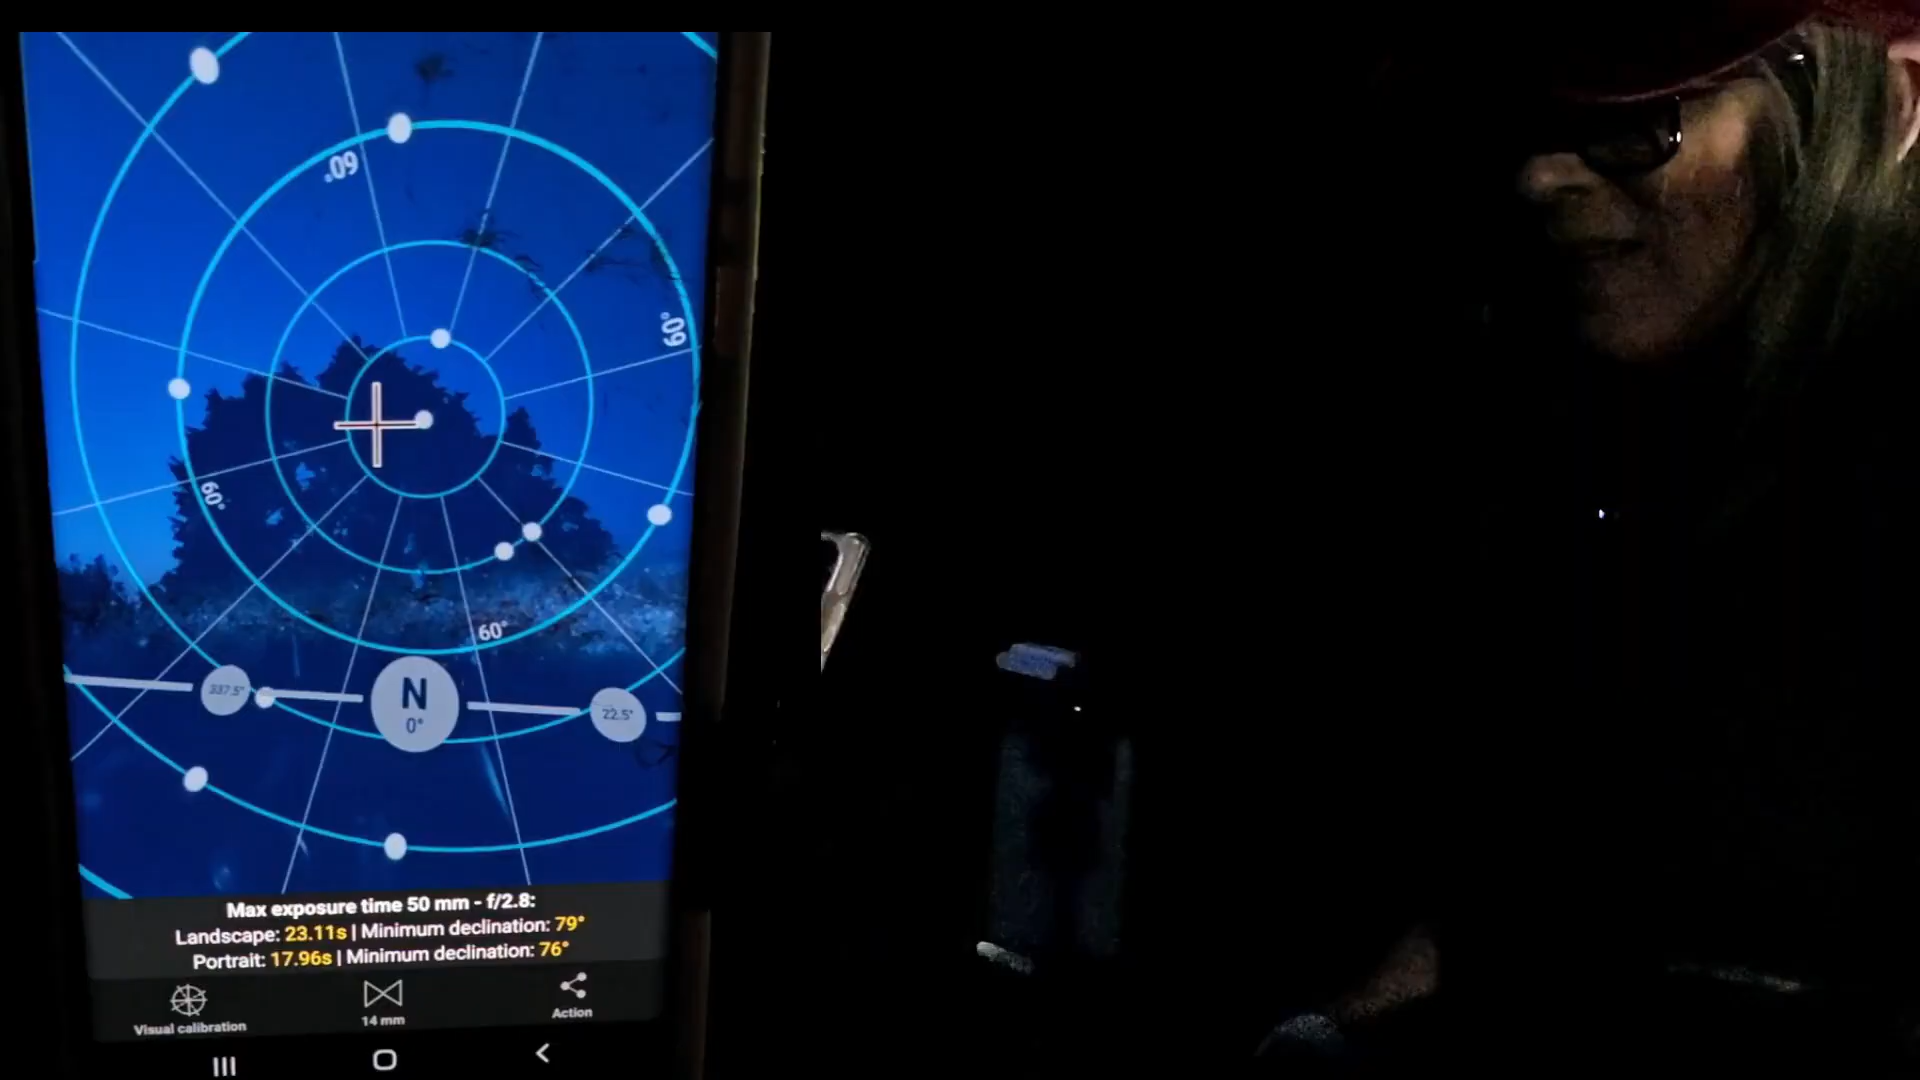 60°
60°
60°
60°
337.5°
N
0°
22.5°
Max exposure time 50 mm - f/2.8:
Landscape: 23.11s | Minimum declination: 79°
Portrait: 17.96s | Minimum declination: 76°
Visual calibration
14 mm
Action